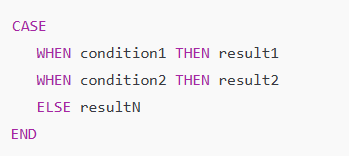 CASE
WHEN condition1 THEN result1
WHEN condition2 THEN result2
ELSE resultN
END